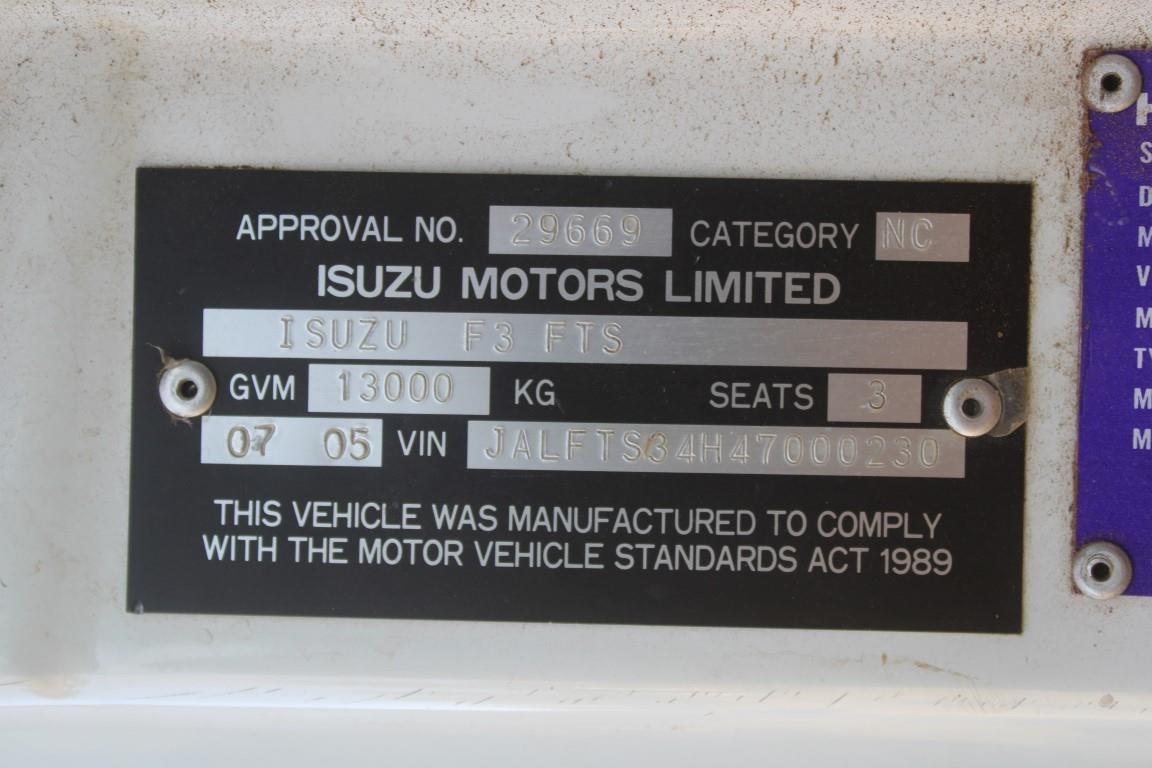 APPROVAL NO. 29669 CATEGORY NC
ISUZU MOTORS LIMITED
ISUZU F3 FTS
GVM 13000 KG SEATS 3
07 05 VIN JALFTS34H47000230
THIS VEHICLE WAS MANUFACTURED TO COMPLY
WITH THE MOTOR VEHICLE STANDARDS ACT 1989